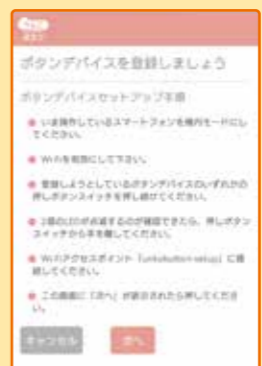 ボタンデバイスを登録しましょう
ボタンデバイスセットアップ手順
いま操作しているスマートフォンを機内モードにし
てください。
Wi-Fiを有効にして下さい。
登録しようとしているボタンデバイスのいずれかの
押しボタンスイッチを押し続けてください。
2個のLEDが点滅するのが確認できたら、押しボタン
スイッチから手を離してください。
Wi-Fiアクセスポイント「unkobutton-setup」に接
続してください。
この画面に「次へ」が表示されたら押してくださ
い。
キャンセル
次へ